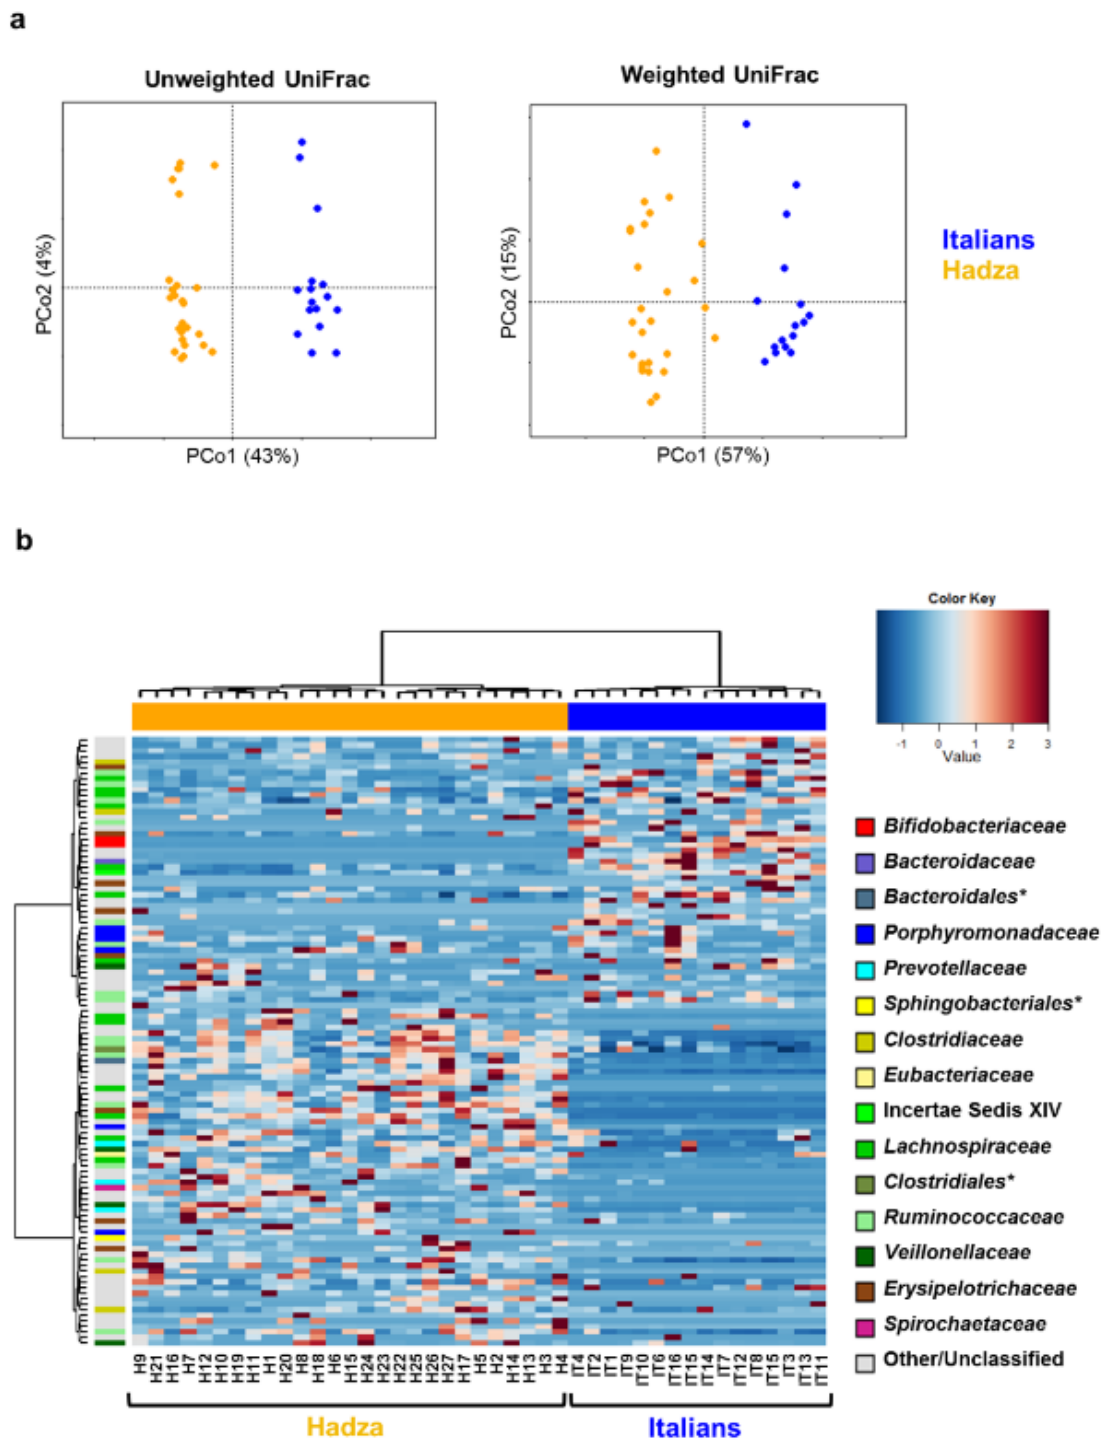 a
Unweighted UniFrac
Weighted UniFrac
PCo2 (4%)
PCo1 (43%)
PCo2 (15%)
PCo1 (57%)
Italians
Hadza
b
Color Key
-1 0 1 2 3
Value
Bifidobacteriaceae
Bacteroidaceae
Bacteroidales*
Porphyromonadaceae
Prevotellaceae
Sphingobacteriales*
Clostridiaceae
Eubacteriaceae
Incertae Sedis XIV
Lachnospiraceae
Clostridiales*
Ruminococcaceae
Veillonellaceae
Erysipelotrichaceae
Spirochaetaceae
Other/Unclassified
H9 H21 H16 H7 H12 H10 H19 H11 H1 H20 H8 H18 H6 H15 H24 H23 H22 H25 H26 H27 H17 H5 H2 H14 H13 H3 H4 IT4 IT2 IT1 IT9 IT10 IT6 IT16 IT15 IT14 IT7 IT12 IT8 IT15 IT3 IT13 IT11
Hadza
Italians